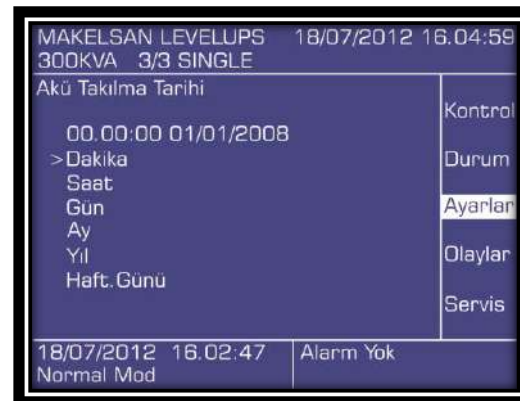 MAKELSAN LEVELUPS 18/07/2012 16.04:59
300KVA 3/3 SINGLE
Akü Takılma Tarihi
00.00:00 01/01/2008
>Dakika
Saat
Gün
Ay
Yıl
Haft.Günü
Kontrol
Durum
Ayarlar
Olaylar
Servis
18/07/2012 16.02:47
Normal Mod
Alarm Yok